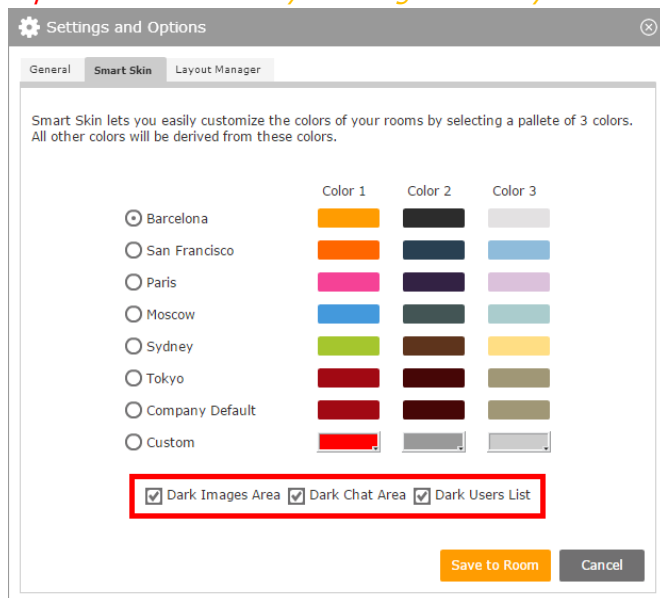 Settings and Options
General Smart Skin Layout Manager
Smart Skin lets you easily customize the colors of your rooms by selecting a pallete of 3 colors.
All other colors will be derived from these colors.
Color 1 Color 2 Color 3
Barcelona
San Francisco
Paris
Moscow
Sydney
Tokyo
Company Default
Custom
Dark Images Area Dark Chat Area Dark Users List
Save to Room Cancel